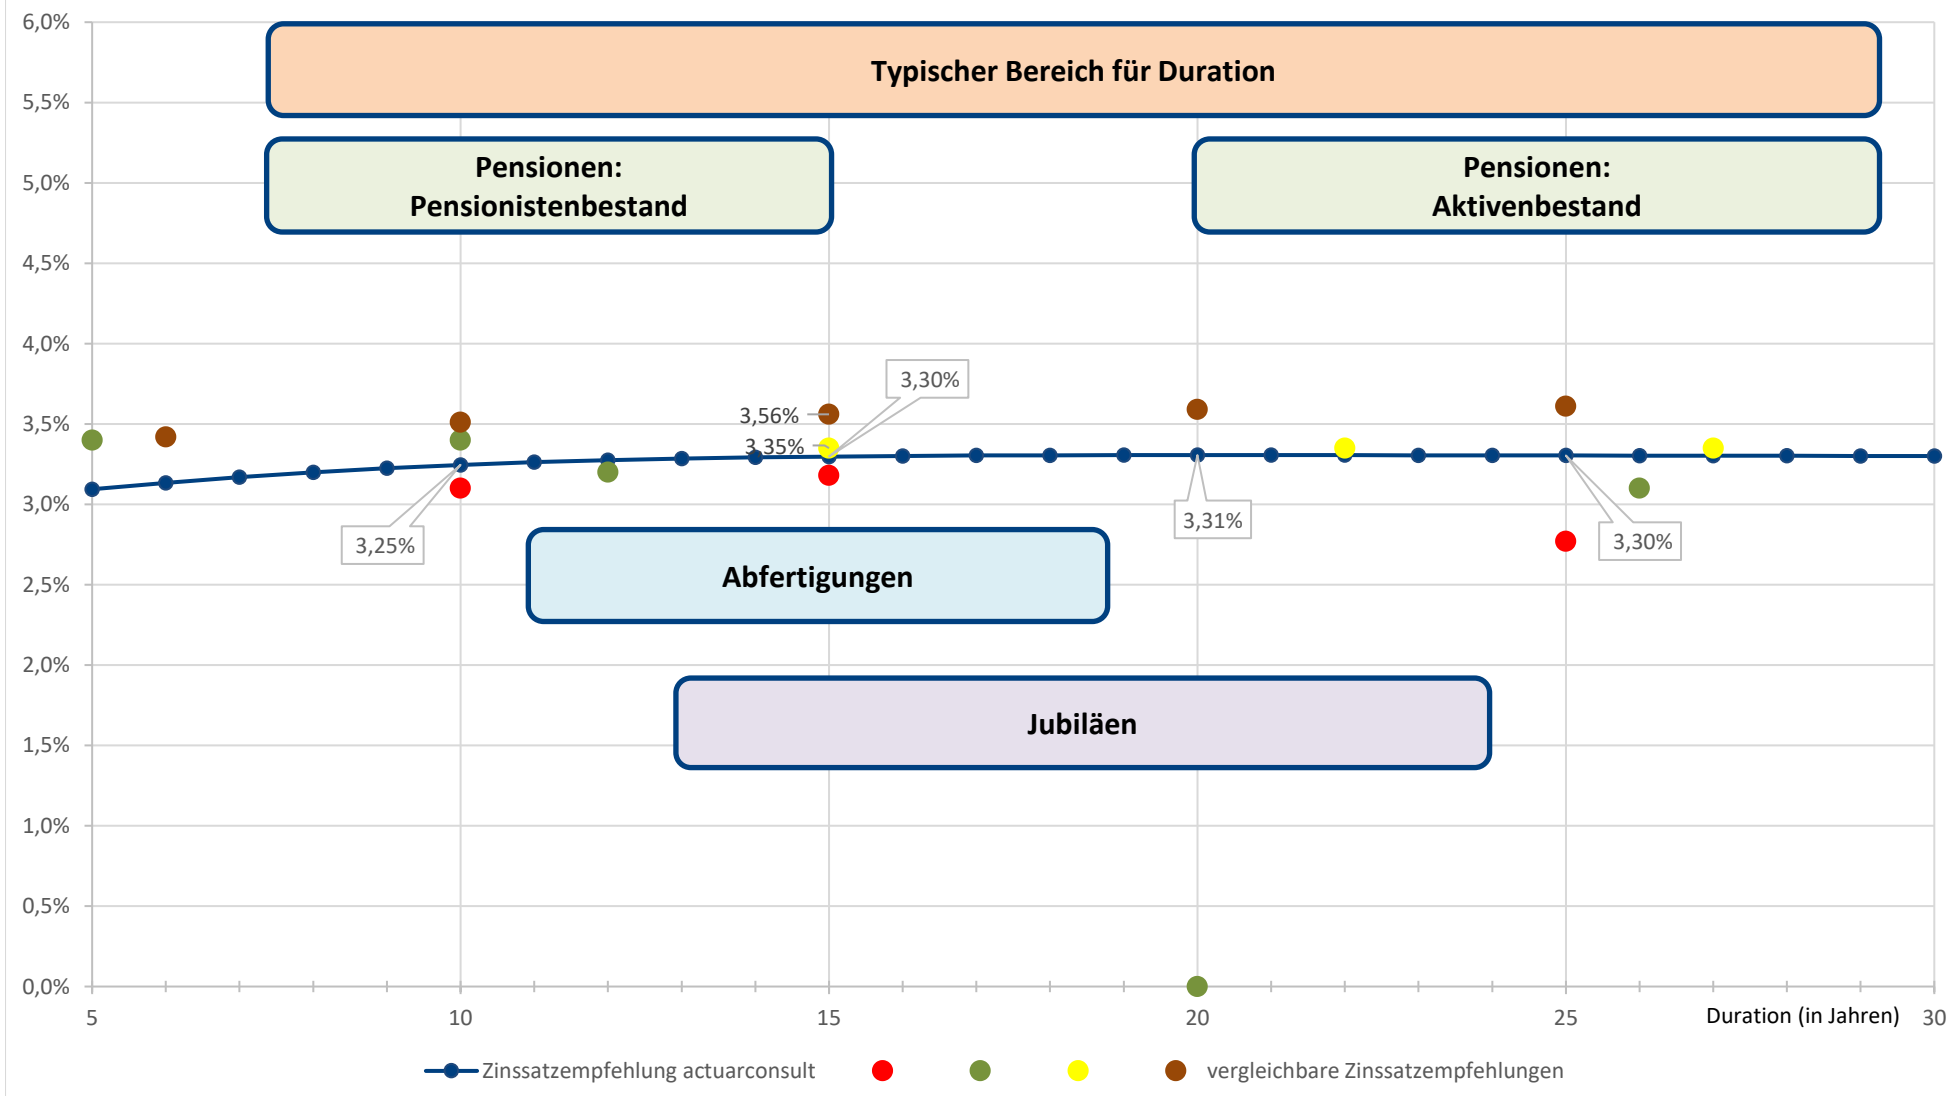 6,0%
Typischer Bereich für Duration
5,5%
Pensionen:
Pensionistenbestand
Pensionen:
Aktivenbestand
5,0%
4,5%
4,0%
3,30%
3,56%
3,5%
3,35%
3,0%
3,25%
3,31%
3,30%
Abfertigungen
2,5%
2,0%
Jubiläen
1,5%
1,0%
0,5%
0,0%
5 10 15 20 25 30
Duration (in Jahren)
Zinssatzempfehlung actuarconsult
vergleichbare Zinssatzempfehlungen